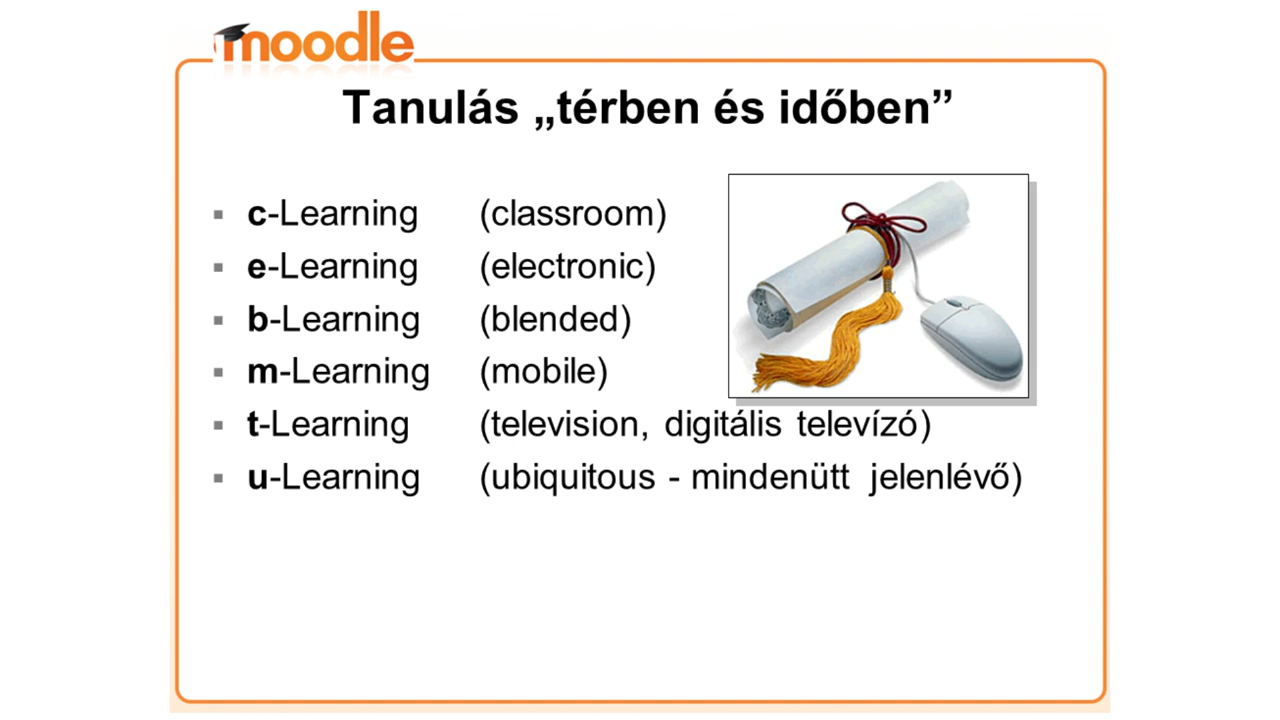 moodle
Tanulás „térben és időben”
▪ c-Learning (classroom)
▪ e-Learning (electronic)
▪ b-Learning (blended)
▪ m-Learning (mobile)
▪ t-Learning (television, digitális televízó)
▪ u-Learning (ubiquitous - mindenütt jelenlévő)